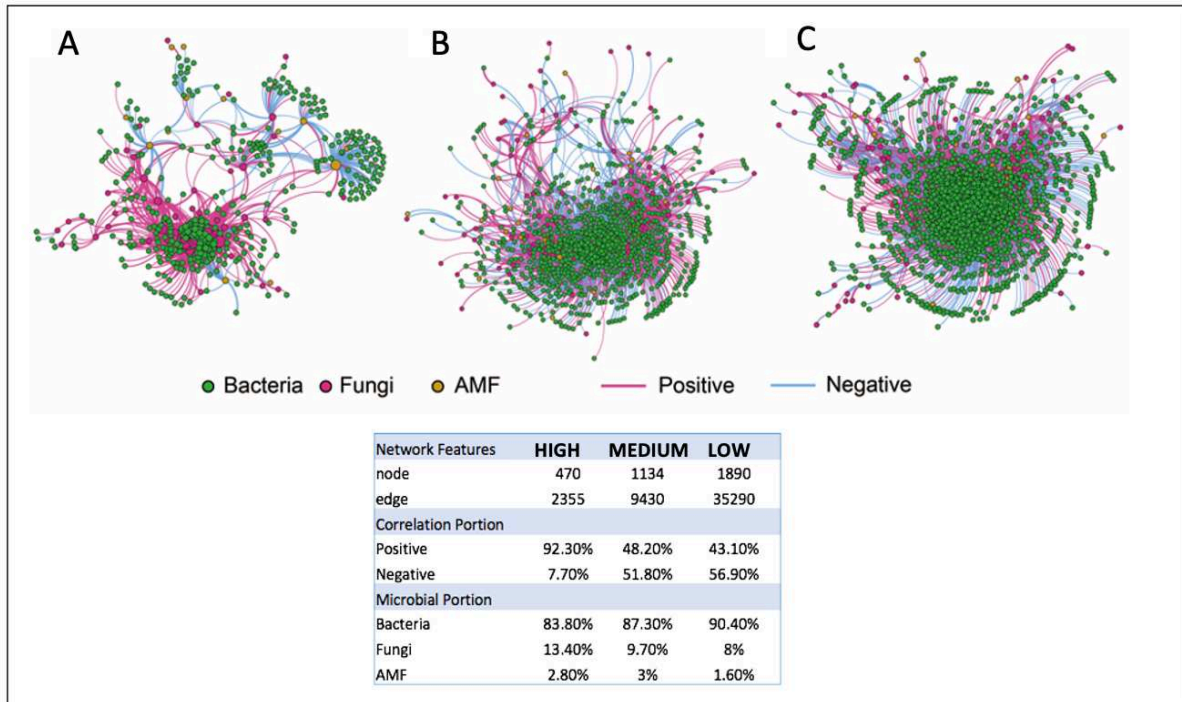 A B C
Bacteria Fungi AMF Positive Negative
Network Features HIGH MEDIUM LOW
node 470 1134 1890
edge 2355 9430 35290
Correlation Portion
Positive 92.30% 48.20% 43.10%
Negative 7.70% 51.80% 56.90%
Microbial Portion
Bacteria 83.80% 87.30% 90.40%
Fungi 13.40% 9.70% 8%
AMF 2.80% 3% 1.60%